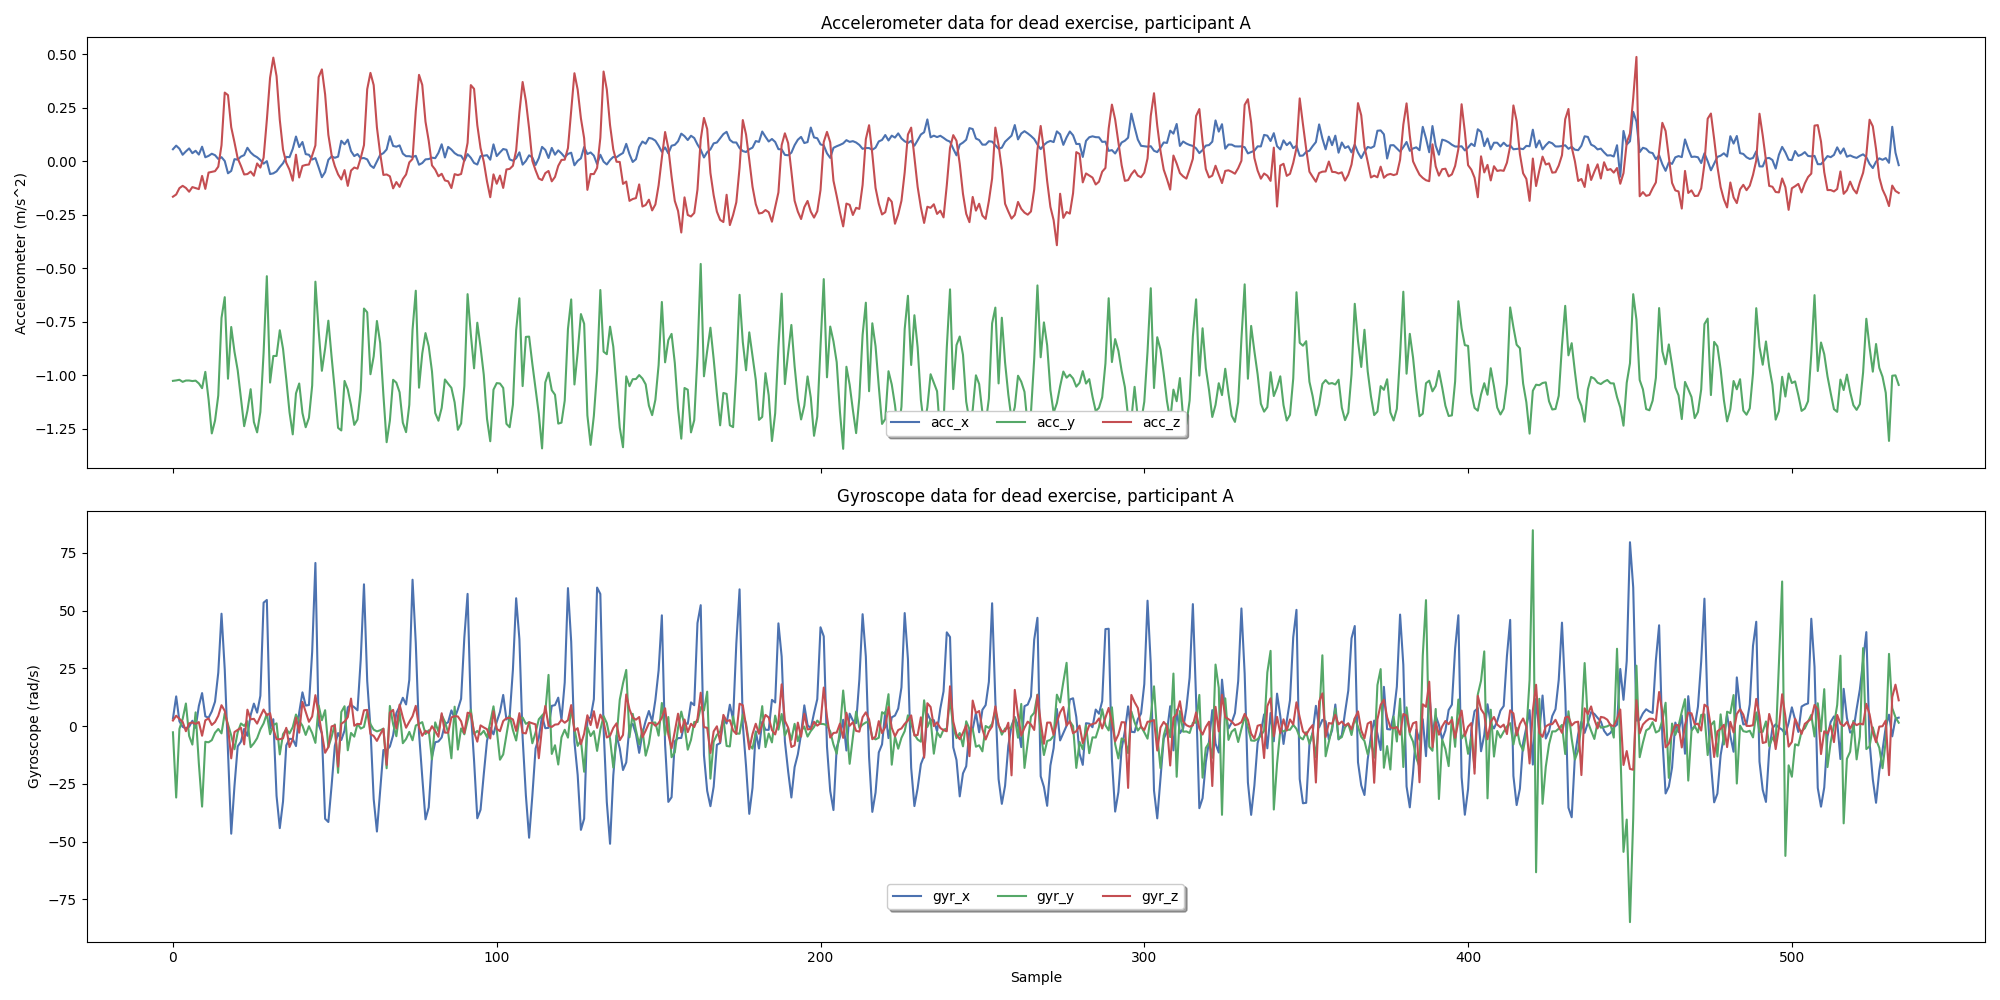 Accelerometer data for dead exercise, participant A
Accelerometer (m/s^2)
0.50
0.25
0.00
−0.25
−0.50
−0.75
−1.00
−1.25
acc_x acc_y acc_z
Gyroscope data for dead exercise, participant A
Gyroscope (rad/s)
75
50
25
0
−25
−50
−75
gyr_x gyr_y gyr_z
0 100 200 300 400 500
Sample